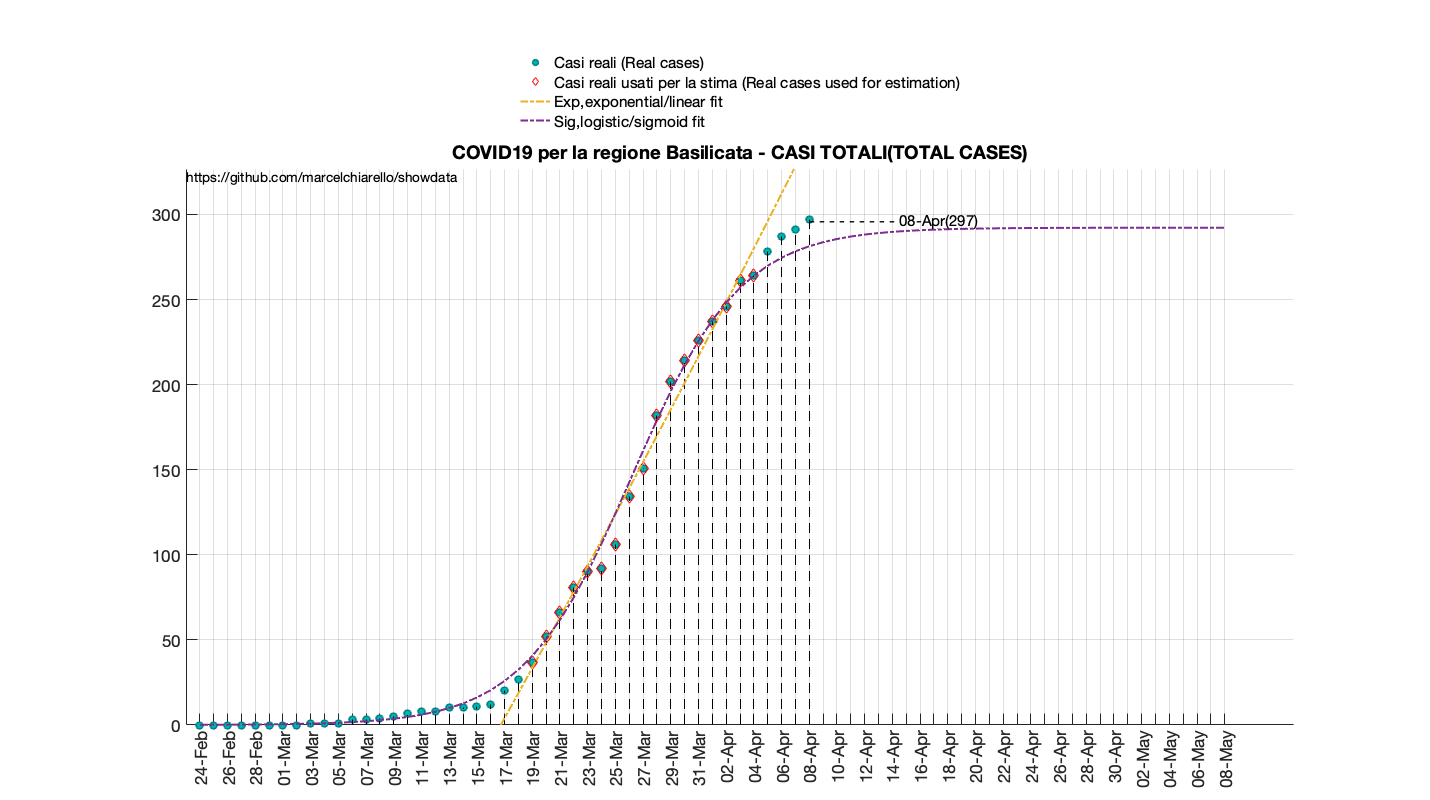 Casi reali (Real cases)
Casi reali usati per la stima (Real cases used for estimation)
Exp,exponential/linear fit
Sig,logistic/sigmoid fit
COVID19 per la regione Basilicata - CASI TOTALI(TOTAL CASES)
https://github.com/marcelchiarello/showdata
300
08-Apr(297)
250
200
150
100
50
0
24-Feb
26-Feb
28-Feb
01-Mar
03-Mar
05-Mar
07-Mar
09-Mar
11-Mar
13-Mar
15-Mar
17-Mar
19-Mar
21-Mar
23-Mar
25-Mar
27-Mar
29-Mar
31-Mar
02-Apr
04-Apr
06-Apr
08-Apr
10-Apr
12-Apr
14-Apr
16-Apr
18-Apr
20-Apr
22-Apr
24-Apr
26-Apr
28-Apr
30-Apr
02-May
04-May
06-May
08-May